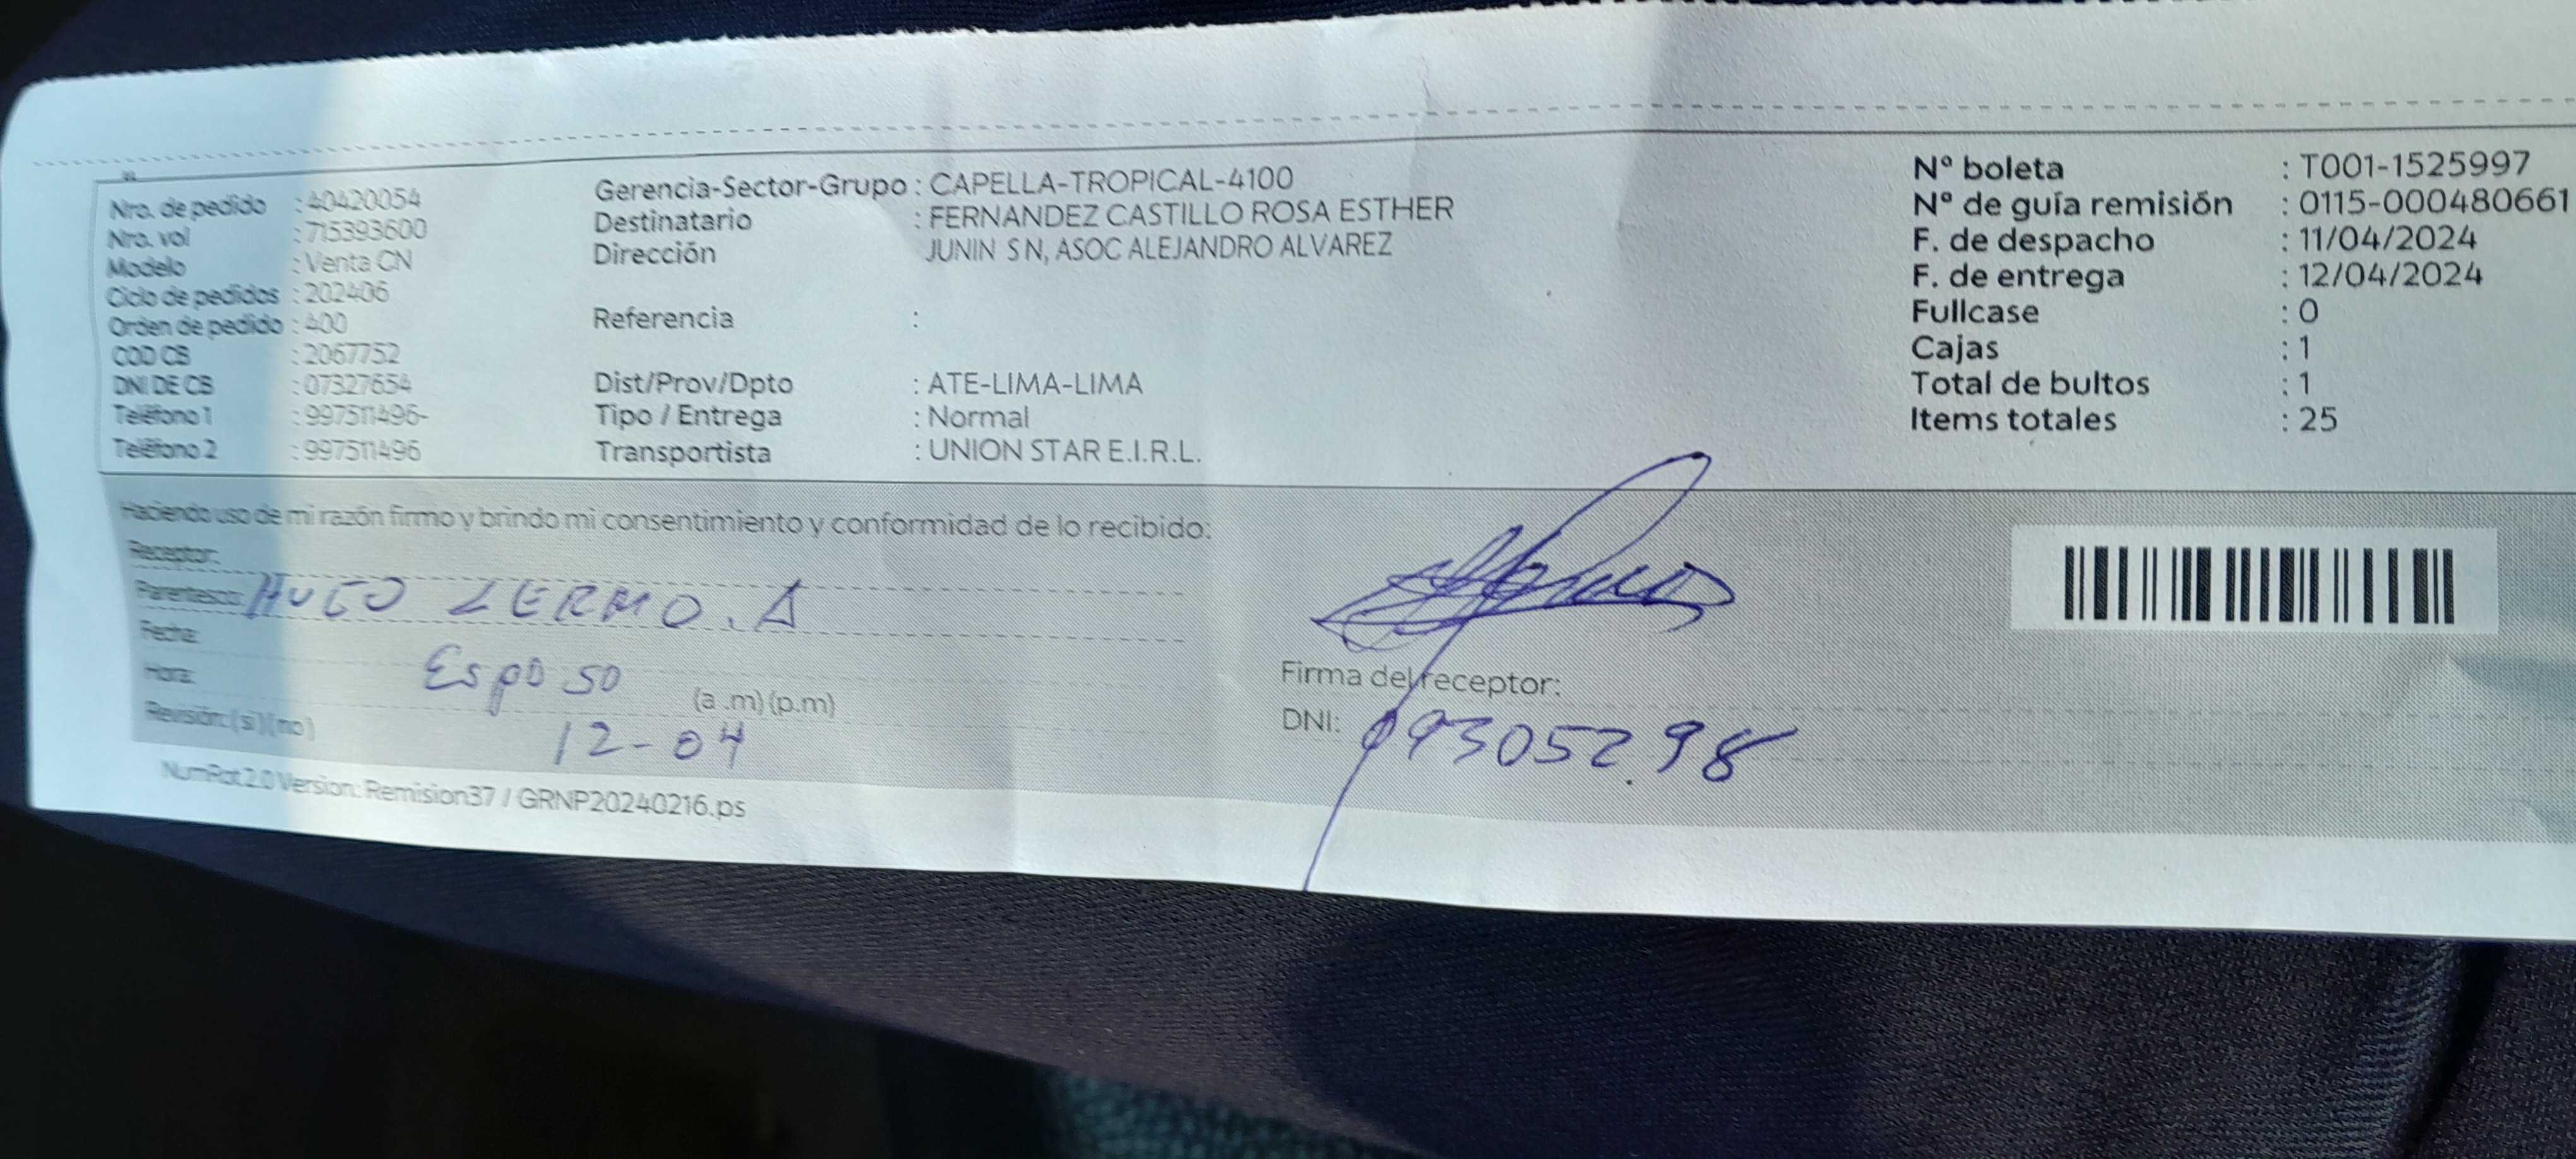 Nro. de pedido : 40420054
Nro. vol : 715393600
Modelo : Venta CN
Ciclo de pedidos : 202406
Orden de pedido : 400
COD CB : 2067752
DNI DE CB : 07327654
Teléfono 1 : 997511496-
Teléfono 2 : 997511496
Gerencia-Sector-Grupo : CAPELLA-TROPICAL-4100
Destinatario : FERNANDEZ CASTILLO ROSA ESTHER
Dirección JUNIN S N, ASOC ALEJANDRO ALVAREZ
Referencia :
Dist/Prov/Dpto : ATE-LIMA-LIMA
Tipo / Entrega : Normal
Transportista : UNION STAR E.I.R.L.
Nº boleta : T001-1525997
Nº de guía remisión : 0115-000480661
F. de despacho : 11/04/2024
F. de entrega : 12/04/2024
Fullcase : 0
Cajas : 1
Total de bultos : 1
Items totales : 25
Haciendo uso de mi razón firmo y brindo mi consentimiento y conformidad de lo recibido:
Receptor:
Parentesco: HUGO LERMO. A
Fecha:
Hora: Esposo (a .m) (p.m)
Revisión: ( si ) ( no ) 12-04
Firma del receptor:
DNI: 09305298
NumRot2.0 Version: Remision37 / GRNP20240216.ps